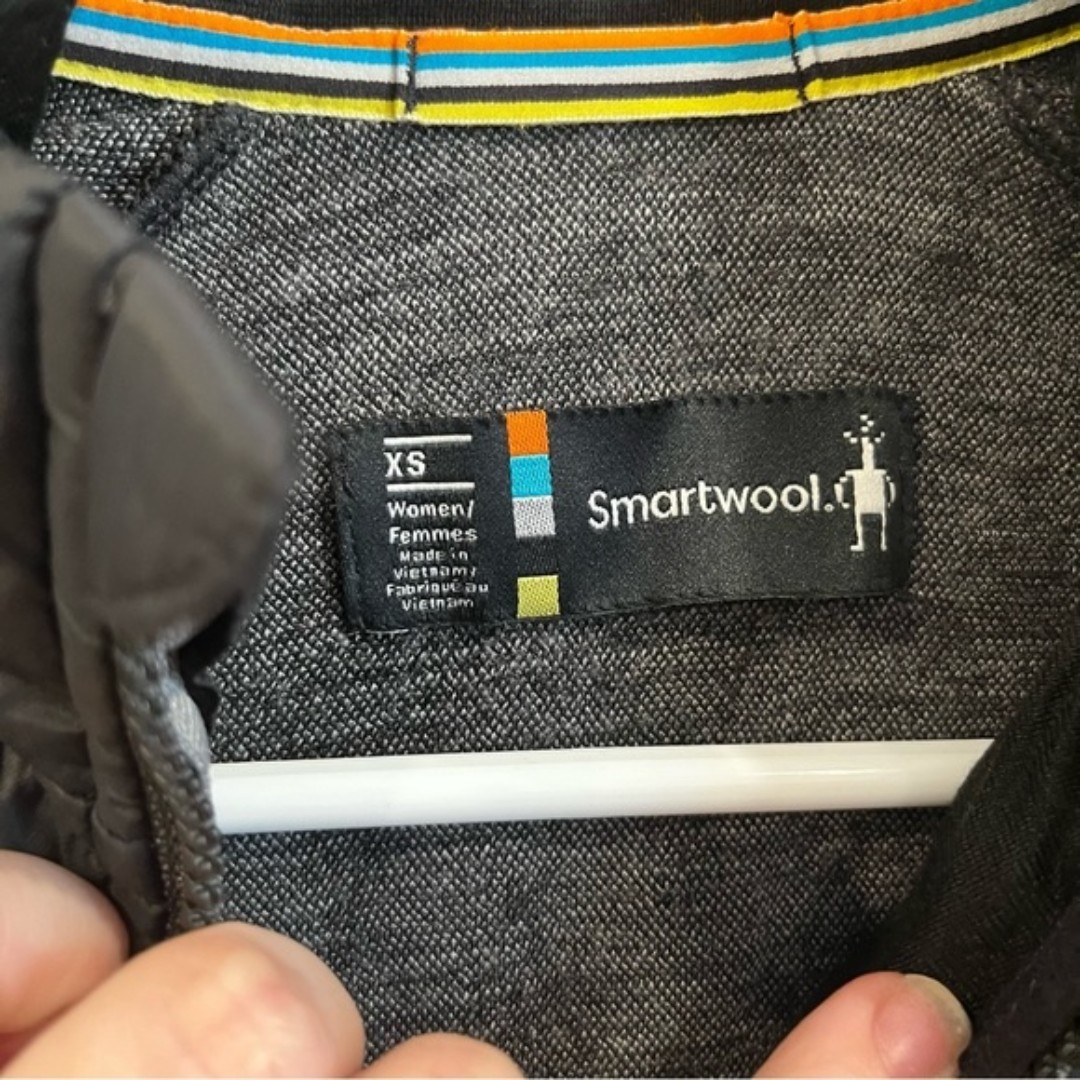 XS
Women/
Femmes
Made in
Vietnam/
Fabriqué au
Vietnam
Smartwool.